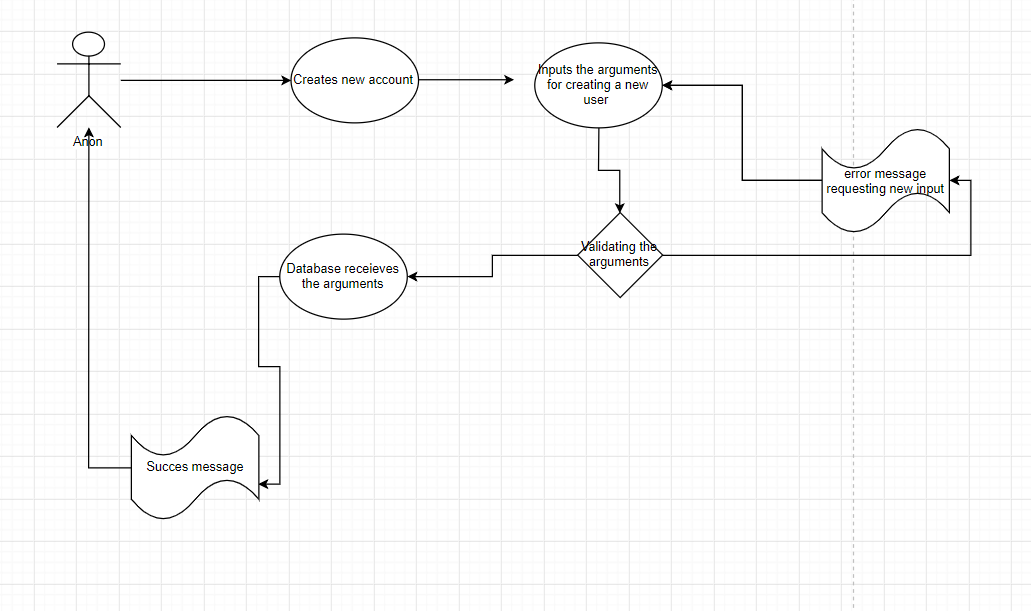 Anon
Creates new account
Inputs the arguments
for creating a new
user
error message
requesting new input
Validating the
arguments
Database receieves
the arguments
Succes message